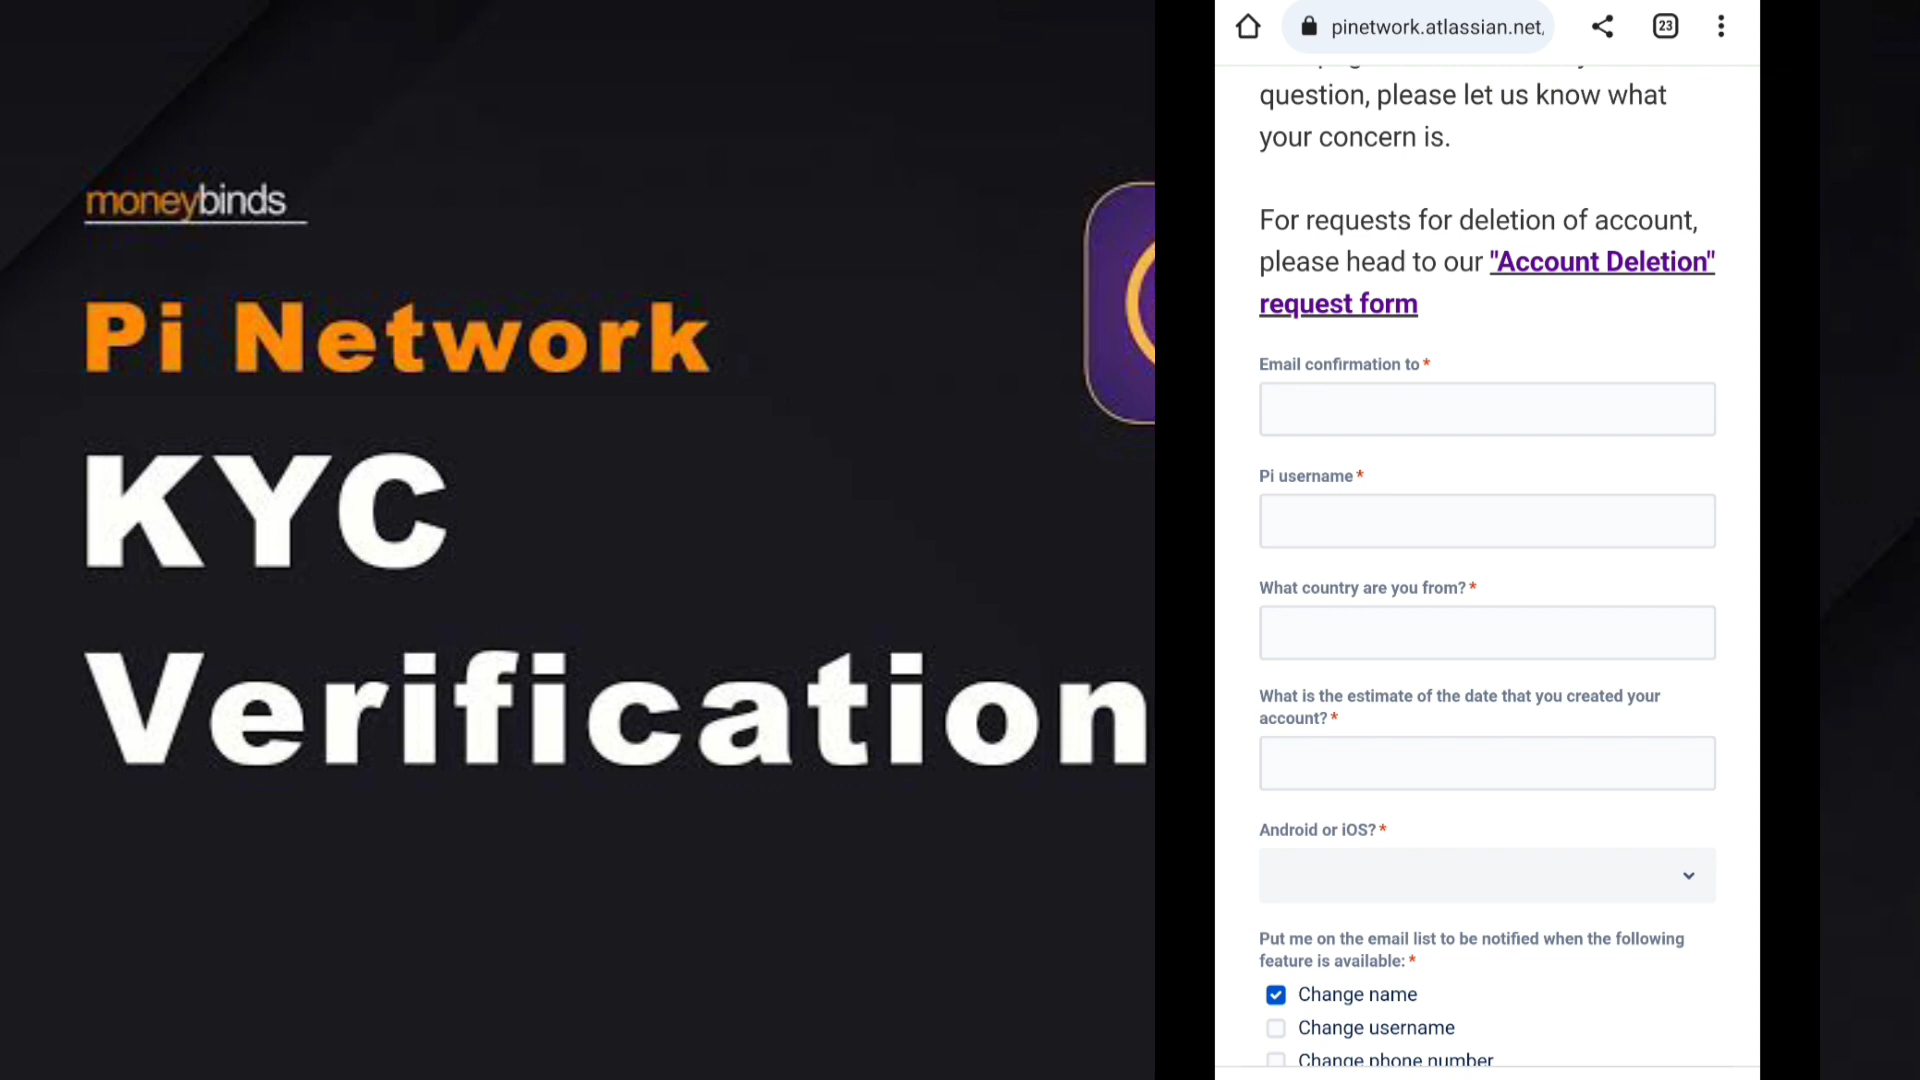 moneybinds
Pi Network
KYC
Verification
pinetwork.atlassian.net
23
question, please let us know what
your concern is.
For requests for deletion of account,
please head to our "Account Deletion"
request form
Email confirmation to *
Pi username *
What country are you from? *
What is the estimate of the date that you created your
account? *
Android or iOS? *
Put me on the email list to be notified when the following
feature is available: *
Change name
Change username
Change phone number